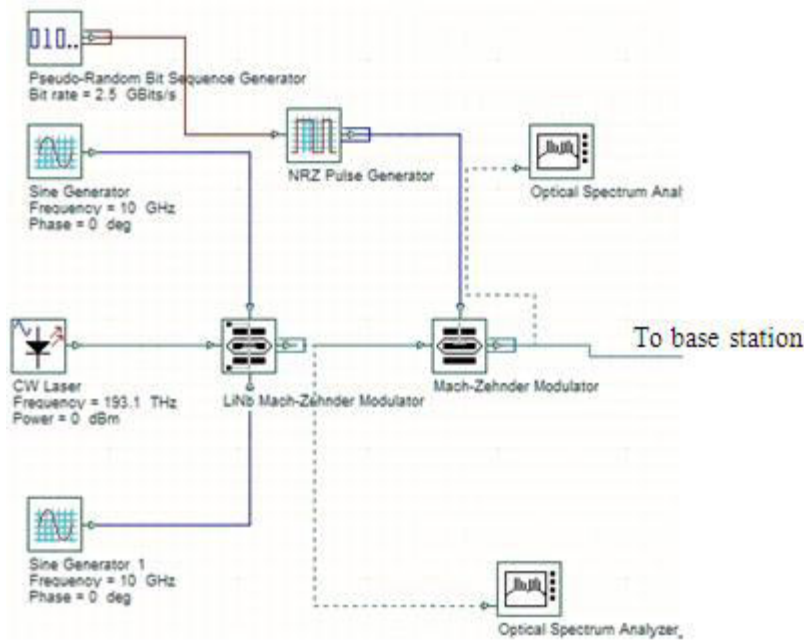 010..
Pseudo-Random Bit Sequence Generator
Bit rate = 2.5 GBits/s
Sine Generator
Frequency = 10 GHz
Phase = 0 deg
NRZ Pulse Generator
Optical Spectrum Anal
To base station
CW Laser
Frequency = 193.1 THz
Power = 0 dBm
LiNb Mach-Zehnder Modulator
Mach-Zehnder Modulator
Sine Generator 1
Frequency = 10 GHz
Phase = 0 deg
Optical Spectrum Analyzer